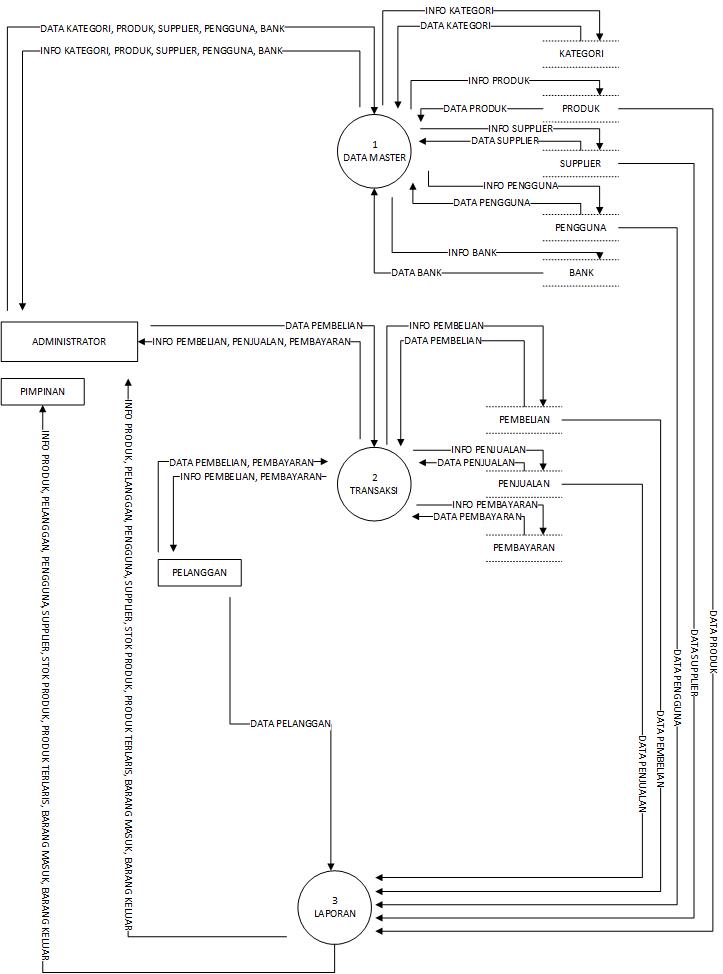 INFO KATEGORI
DATA KATEGORI, PRODUK, SUPPLIER, PENGGUNA, BANK
DATA KATEGORI
INFO KATEGORI, PRODUK, SUPPLIER, PENGGUNA, BANK
KATEGORI
INFO PRODUK
DATA PRODUK
PRODUK
INFO SUPPLIER
1
DATA MASTER
DATA SUPPLIER
SUPPLIER
INFO PENGGUNA
DATA PENGGUNA
PENGGUNA
INFO BANK
DATA BANK
BANK
DATA PEMBELIAN
INFO PEMBELIAN
ADMINISTRATOR
INFO PEMBELIAN, PENJUALAN, PEMBAYARAN
DATA PEMBELIAN
PIMPINAN
PEMBELIAN
INFO PENJUALAN
DATA PEMBELIAN, PEMBAYARAN
DATA PENJUALAN
INFO PEMBELIAN, PEMBAYARAN
2
TRANSAKSI
PENJUALAN
INFO PEMBAYARAN
DATA PEMBAYARAN
PEMBAYARAN
PELANGGAN
INFO PRODUK, PELANGGAN, PENGGUNA, SUPPLIER, STOK PRODUK, PRODUK TERLARIS, BARANG MASUK, BARANG KELUAR
INFO PRODUK, PELANGGAN, PENGGUNA, SUPPLIER, STOK PRODUK, PRODUK TERLARIS, BARANG MASUK, BARANG KELUAR
DATA PELANGGAN
DATA PENJUALAN
DATA PEMBELIAN
DATA PENGGUNA
DATA SUPPLIER
DATA PRODUK
3
LAPORAN